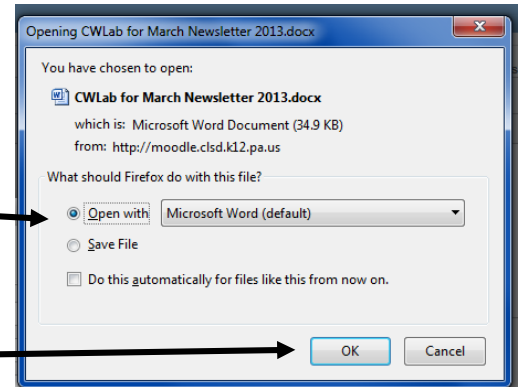 Opening CWLab for March Newsletter 2013.docx
You have chosen to open:
CWLab for March Newsletter 2013.docx
which is: Microsoft Word Document (34.9 KB)
from: http://moodle.clsd.k12.pa.us
What should Firefox do with this file?
Open with Microsoft Word (default)
Save File
Do this automatically for files like this from now on.
OK Cancel